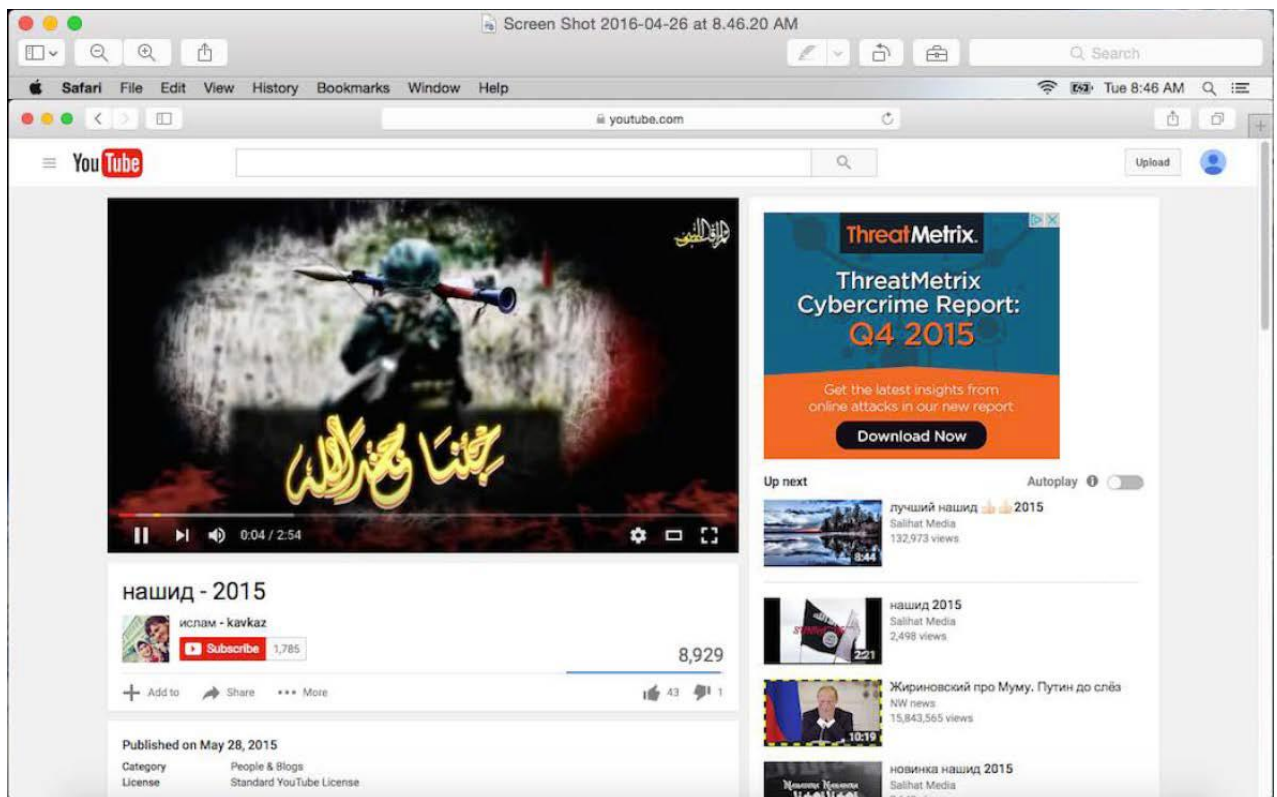 Screen Shot 2016-04-26 at 8.46.20 AM
Search
Safari File Edit View History Bookmarks Window Help
Tue 8:46 AM
youtube.com
YouTube
Upload
جئنا جند الله
0:04 / 2:54
нашид - 2015
ислам - kavkaz
Subscribe 1,785
8,929
Add to Share More
43 1
Published on May 28, 2015
Category People & Blogs
License Standard YouTube License
ThreatMetrix.
ThreatMetrix
Cybercrime Report:
Q4 2015
Get the latest insights from
online attacks in our new report
Download Now
Up next
Autoplay
лучший нашид 👍👍2015
Salihat Media
132,973 views
8:44
нашид 2015
Salihat Media
2,498 views
2:21
Жириновский про Муму. Путин до слёз
NW news
15,843,565 views
10:19
новинка нашид 2015
Salihat Media